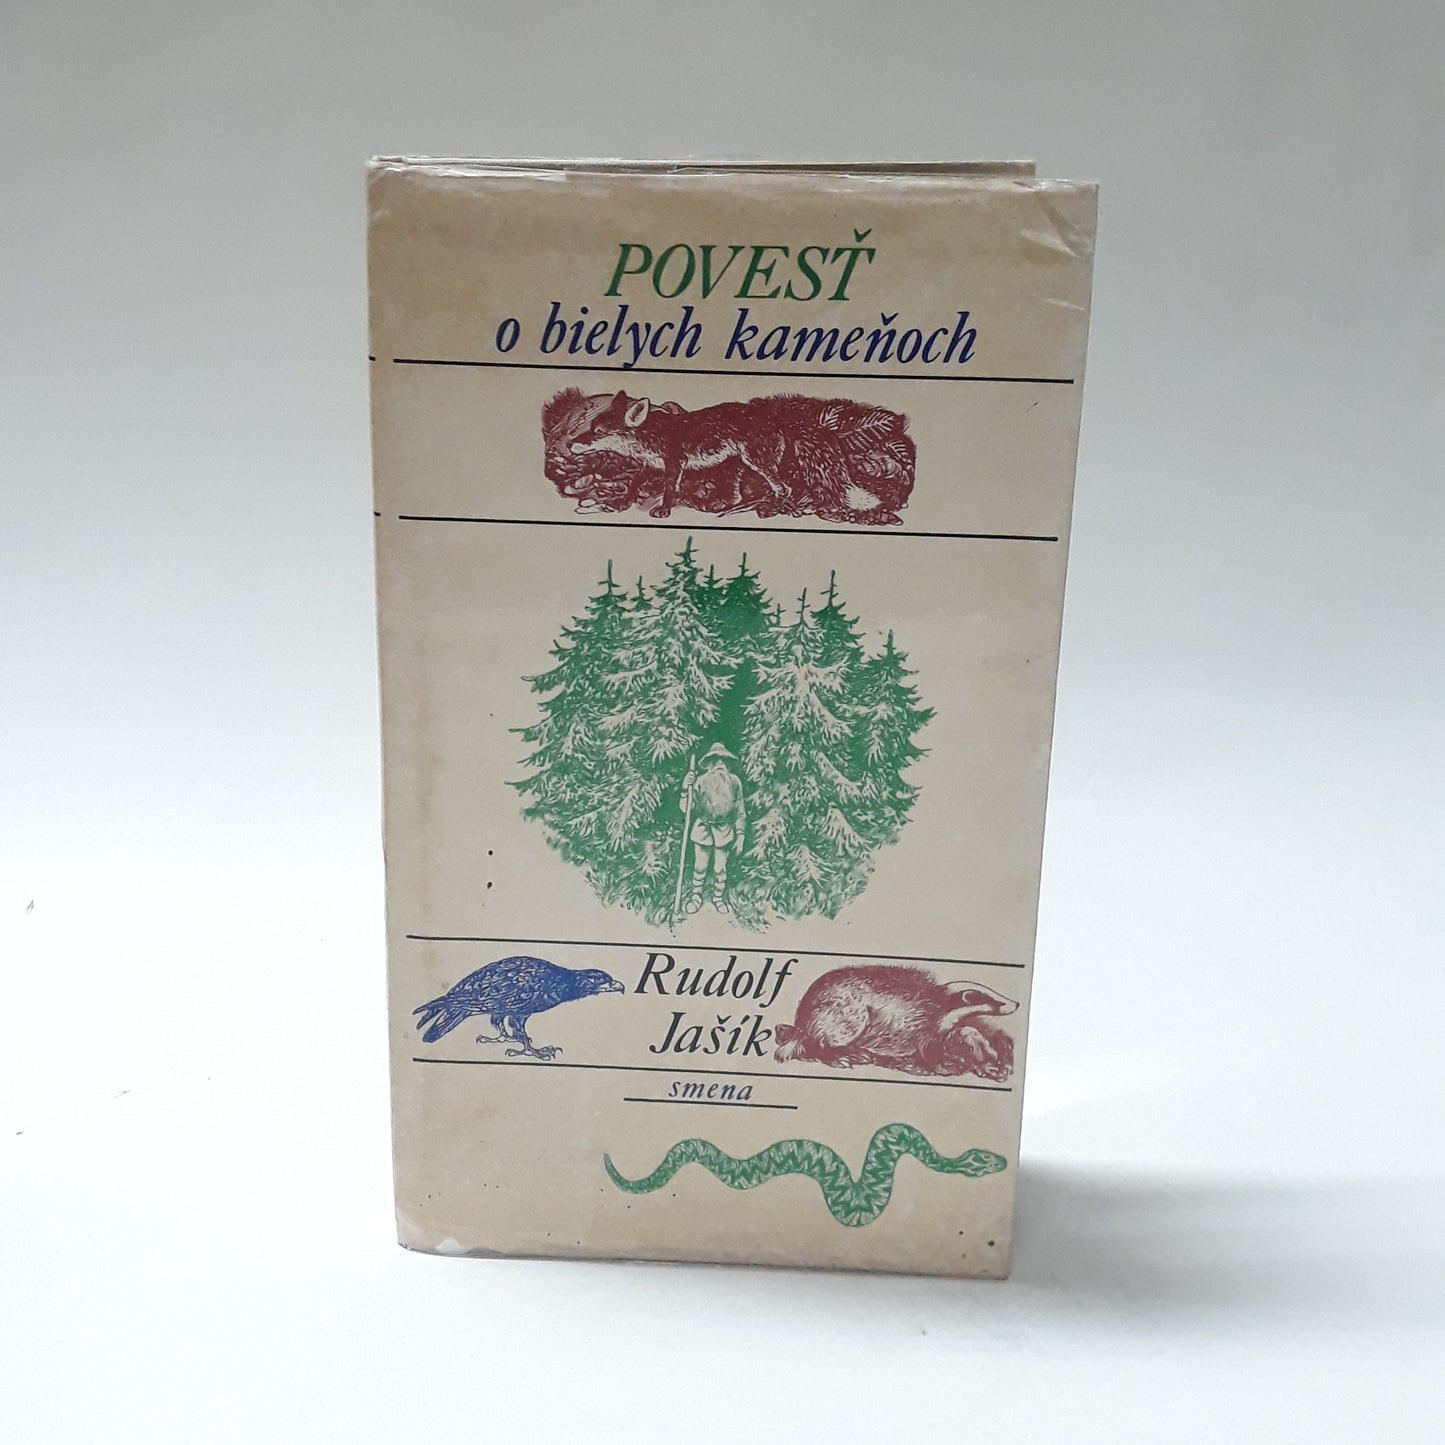 POVESŤ
o bielych kameňoch
Rudolf
Jašík
smena